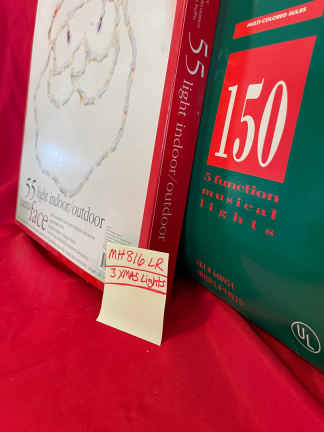 55 light indoor/outdoor
55 light indoor/outdoor
face
MH816 LR
3 XMAS Lights
MULTI-COLORED BULBS
150
5 function
musical
lights
UL